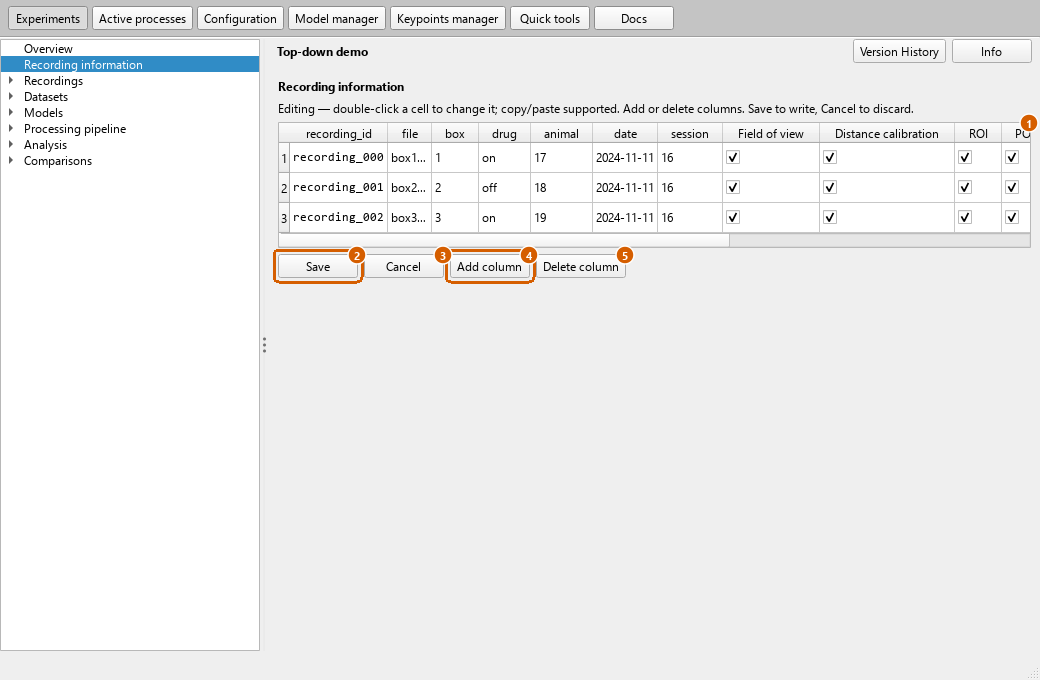 Experiments Active processes Configuration Model manager Keypoints manager Quick tools Docs
Overview
Recording information
Recordings
Datasets
Models
Processing pipeline
Analysis
Comparisons
Top-down demo Version History Info
Recording information
Editing — double-click a cell to change it; copy/paste supported. Add or delete columns. Save to write, Cancel to discard.
1
recording_id file box drug animal date session Field of view Distance calibration ROI
1 recording_000 box1... 1 on 17 2024-11-11 16
2 recording_001 box2... 2 off 18 2024-11-11 16
3 recording_002 box3... 3 on 19 2024-11-11 16
2 3 4 5
Save Cancel Add column Delete column